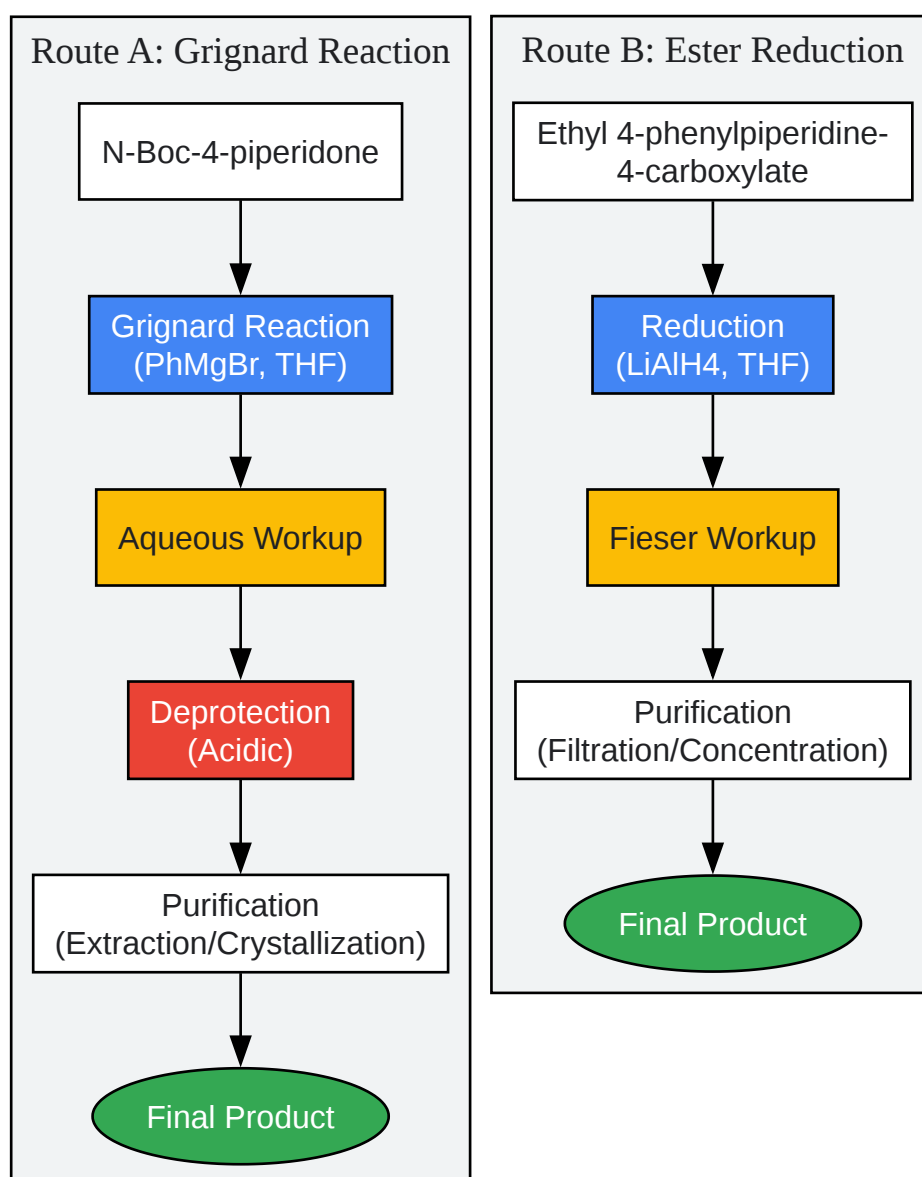 Route A: Grignard Reaction
N-Boc-4-piperidone
Grignard Reaction
(PhMgBr, THF)
Aqueous Workup
Deprotection
(Acidic)
Purification
(Extraction/Crystallization)
Final Product
Route B: Ester Reduction
Ethyl 4-phenylpiperidine-
4-carboxylate
Reduction
(LiAlH4, THF)
Fieser Workup
Purification
(Filtration/Concentration)
Final Product